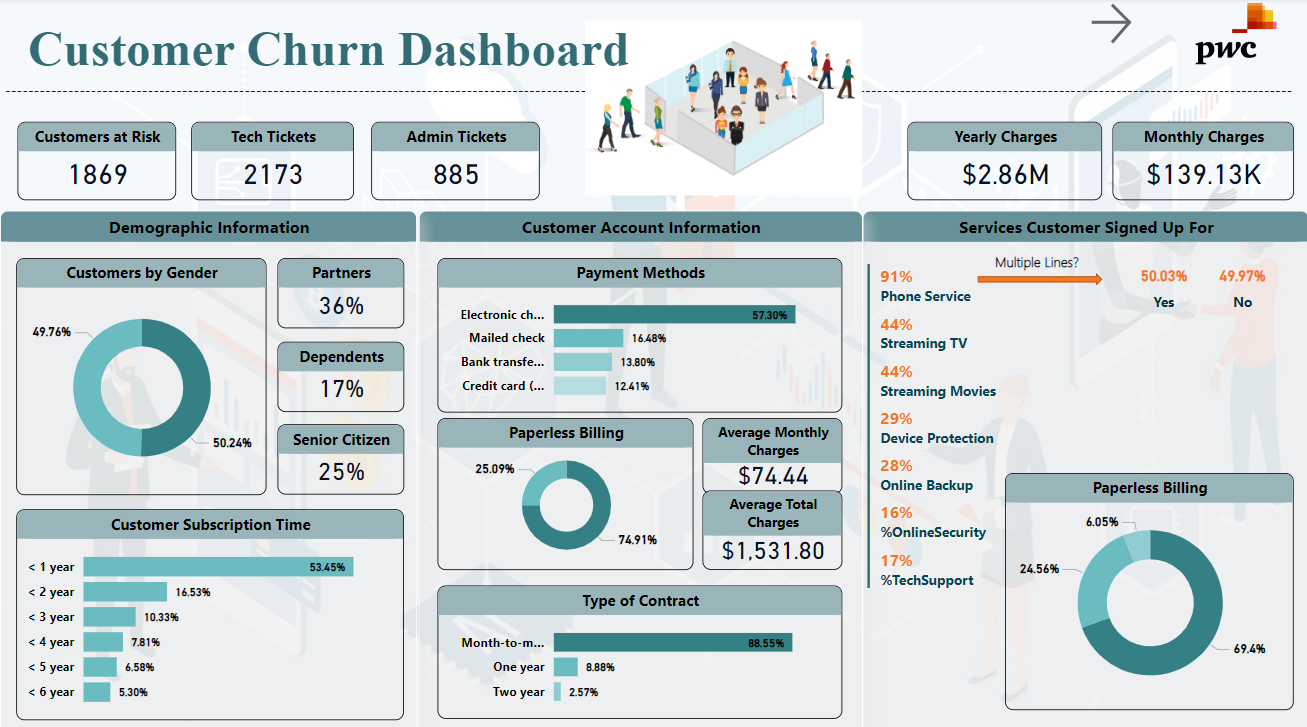 Customer Churn Dashboard
pwc
Customers at Risk
1869
Tech Tickets
2173
Admin Tickets
885
Yearly Charges
$2.86M
Monthly Charges
$139.13K
Demographic Information
Customers by Gender
49.76%
50.24%
Partners
36%
Dependents
17%
Senior Citizen
25%
Customer Subscription Time
< 1 year 53.45%
< 2 year 16.53%
< 3 year 10.33%
< 4 year 7.81%
< 5 year 6.58%
< 6 year 5.30%
Customer Account Information
Payment Methods
Electronic ch... 57.30%
Mailed check 16.48%
Bank transfe... 13.80%
Credit card (... 12.41%
Paperless Billing
25.09%
74.91%
Average Monthly
Charges
$74.44
Average Total
Charges
$1,531.80
Type of Contract
Month-to-m... 88.55%
One year 8.88%
Two year 2.57%
Services Customer Signed Up For
91%
Phone Service
Multiple Lines?
50.03% 49.97%
Yes No
44%
Streaming TV
44%
Streaming Movies
29%
Device Protection
28%
Online Backup
16%
%OnlineSecurity
17%
%TechSupport
Paperless Billing
6.05%
24.56%
69.4%